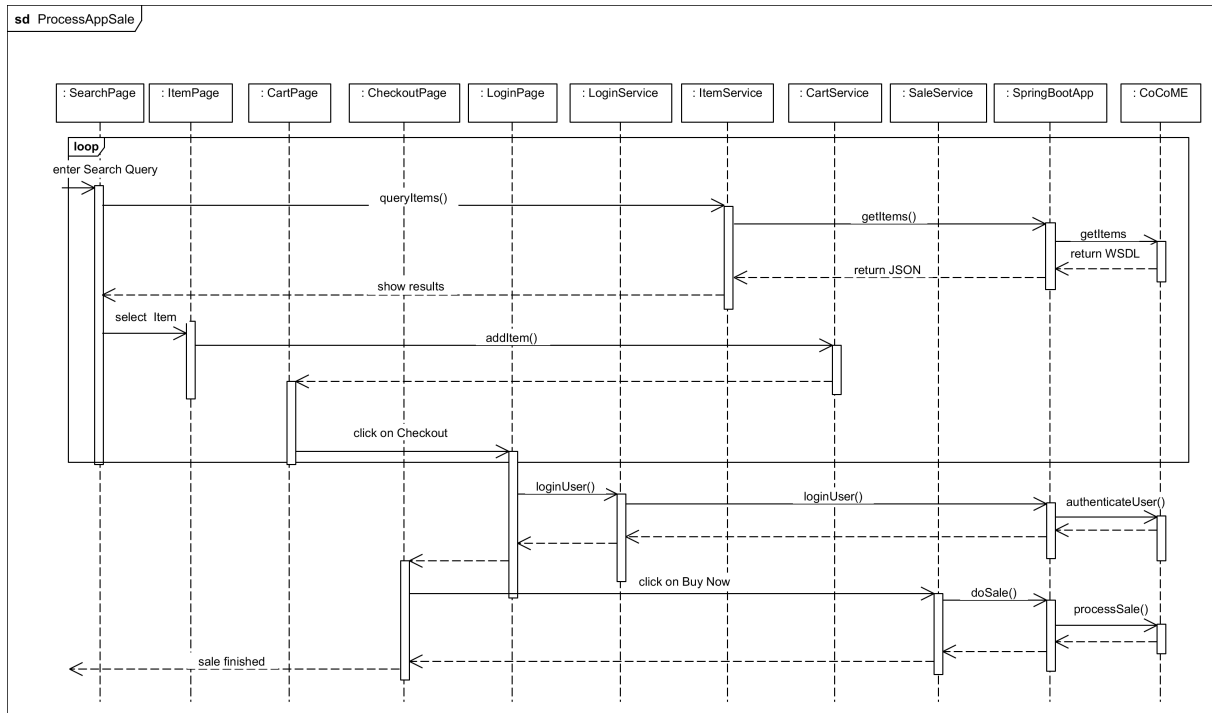 sd ProcessAppSale
: SearchPage
: ItemPage
: CartPage
: CheckoutPage
: LoginPage
: LoginService
: ItemService
: CartService
: SaleService
: SpringBootApp
: CoCoME
loop
enter Search Query
queryItems()
getItems()
getItems
return WSDL
return JSON
show results
select Item
addItem()
click on Checkout
loginUser()
loginUser()
authenticateUser()
click on Buy Now
doSale()
processSale()
sale finished